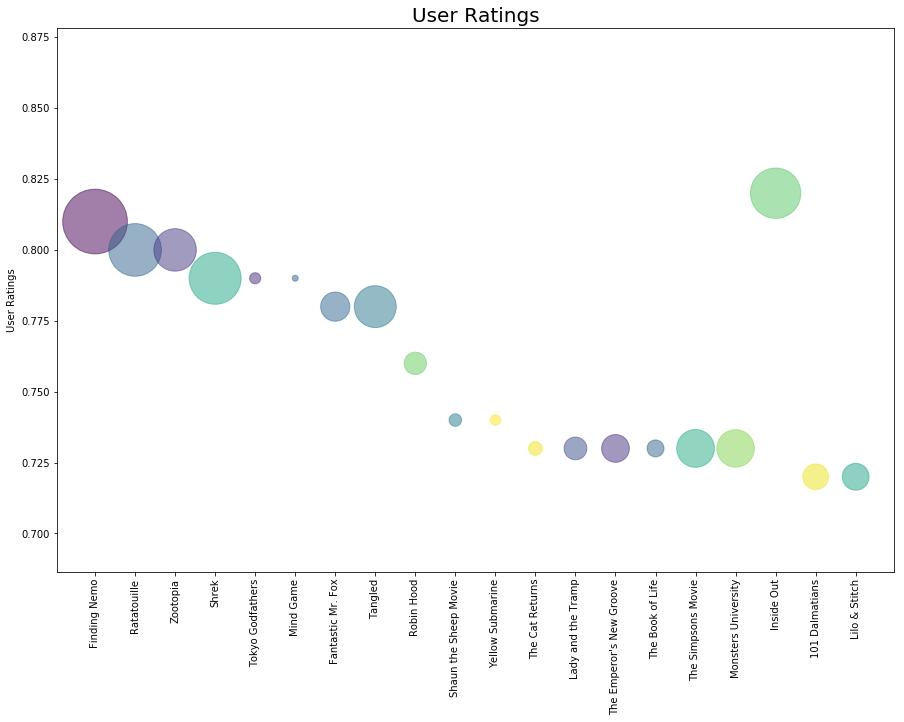 User Ratings
0.875
0.850
0.825
0.800
0.775
0.750
0.725
0.700
User Ratings
Finding Nemo
Ratatouille
Zootopia
Shrek
Tokyo Godfathers
Mind Game
Fantastic Mr. Fox
Tangled
Robin Hood
Shaun the Sheep Movie
Yellow Submarine
The Cat Returns
Lady and the Tramp
The Emperor's New Groove
The Book of Life
The Simpsons Movie
Monsters University
Inside Out
101 Dalmatians
Lilo & Stitch